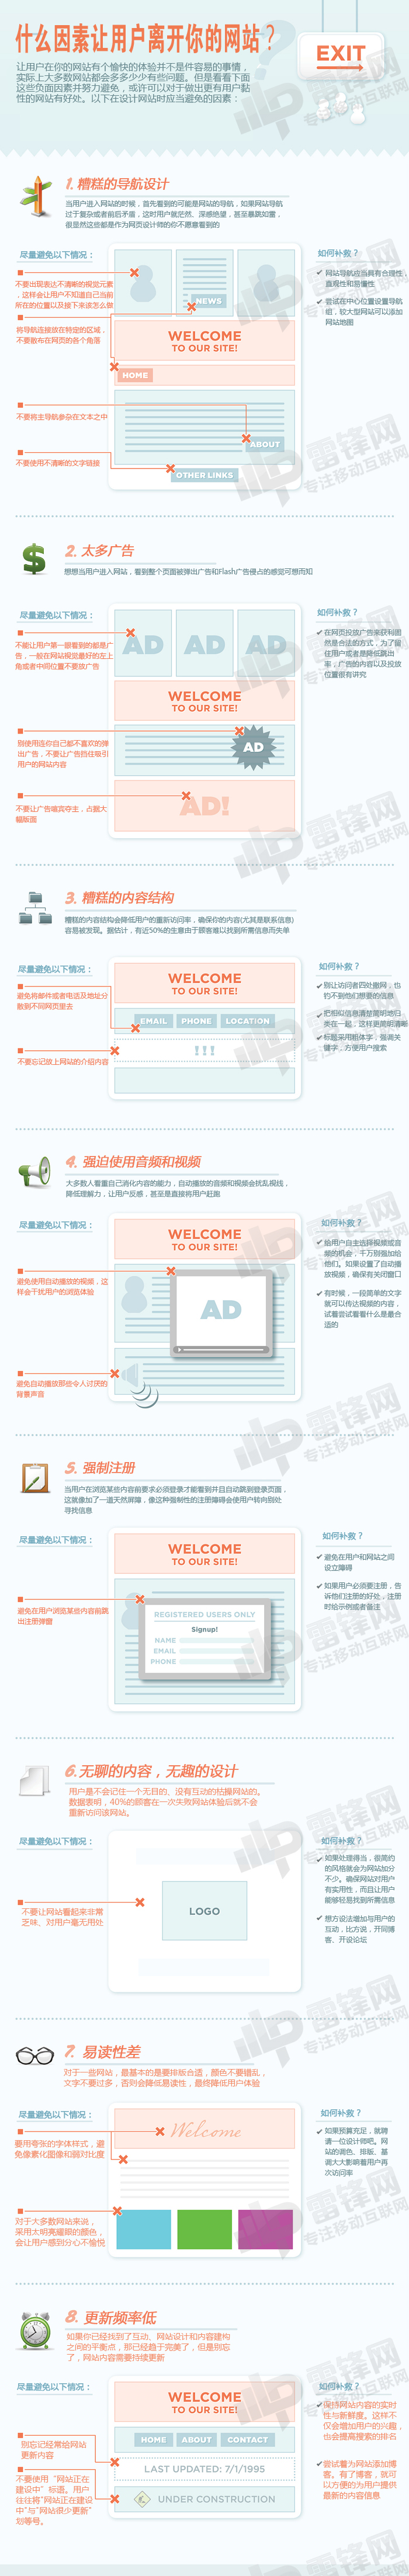 什么因素让用户离开你的网站？
EXIT
让用户在你的网站有个愉快的体验并不是件容易的事情，
实际上大多数网站都会多多少少有些问题。但是看看下面
这些负面因素并努力避免，或许可以对于做出更有用户黏
性的网站有好处。以下在设计网站时应当避免的因素：
1. 糟糕的导航设计
当用户进入网站的时候，首先看到的可能是网站的导航，如果网站导航
过于复杂或者前后矛盾，这时用户就茫然、深感绝望，甚至暴跳如雷，
很显然这些都是作为网页设计师的你不愿意看到的
尽量避免以下情况：
不要出现表达不清晰的视觉元素
，这样会让用户不知道自己当前
所在的位置以及接下来该怎么做
将导航连接放在特定的区域，
不要散布在网页的各个角落
不要将主导航参杂在文本之中
不要使用不清晰的文字链接
NEWS
WELCOME
TO OUR SITE!
HOME
ABOUT
OTHER LINKS
如何补救？
网站导航应当具有合理性，
直观性和易懂性
尝试在中心位置设置导航
组，较大型网站可以添加
网站地图
2. 太多广告
想想当用户进入网站，看到整个页面被弹出广告和Flash广告侵占的感觉可想而知
尽量避免以下情况：
不能让用户第一眼看到的都是广
告，一般在网站视觉最好的左上
角或者中间位置不要放广告
别使用连你自己都不喜欢的弹
出广告，不要让广告挡住吸引
用户的网站内容
不要让广告喧宾夺主，占据大
幅版面
AD AD AD
WELCOME
TO OUR SITE!
AD
AD!
如何补救？
在网页投放广告来获利固
然是合法的方式，为了留
住用户或者是降低跳出
率，广告的内容以及投放
位置很有讲究
3. 糟糕的内容结构
糟糕的内容结构会降低用户的重新访问率，确保你的内容(尤其是联系信息)
容易被发现。据估计，有近50%的生意由于顾客难以找到所需信息而失单
尽量避免以下情况：
避免将邮件或者电话及地址分
散到不同网页里去
不要忘记放上网站的介绍内容
WELCOME
TO OUR SITE!
EMAIL PHONE LOCATION
!!!
如何补救？
别让访问者四处撒网，也
钓不到他们想要的信息
把相似信息清楚简明地归
类在一起，这样更简明清晰
标题采用粗体字，强调关
键字，方便用户搜索
4. 强迫使用音频和视频
大多数人看重自己消化内容的能力，自动播放的音频和视频会扰乱视线，
降低理解力，让用户反感，甚至是直接将用户赶跑
尽量避免以下情况：
避免使用自动播放的视频，这
样会干扰用户的浏览体验
避免自动播放那些令人讨厌的
背景声音
WELCOME
TO OUR SITE!
AD
如何补救？
给用户自主选择视频或音
频的机会，千万别强加给
他们。如果设置了自动播
放视频，确保有关闭窗口
有时候，一段简单的文字
就可以传达视频的内容，
试着尝试看看什么是最合
适的
5. 强制注册
当用户在浏览某些内容前要求必须登录才能看到并且自动跳到登录页面，
这就像加了一道天然屏障，像这种强制性的注册障碍会使用户转向别处
寻找信息
尽量避免以下情况：
避免在用户浏览某些内容前跳
出注册弹窗
WELCOME
TO OUR SITE!
REGISTERED USERS ONLY
Signup!
NAME
EMAIL
PHONE
如何补救？
避免在用户和网站之间
设立障碍
如果用户必须要注册，告
诉他们注册的好处，注册
时给示例或者备注
6. 无聊的内容，无趣的设计
用户是不会记住一个无目的、没有互动的枯操网站的。
数据表明，40%的顾客在一次失败网站体验后就不会
重新访问该网站。
尽量避免以下情况：
不要让网站看起来非常
乏味、对用户毫无用处
LOGO
如何补救？
如果处理得当，很简约
的风格就会为网站加分
不少。确保网站对用户
有实用性，而且让用户
能够轻易找到所需信息
想方设法增加与用户的
互动，比方说，开同博
客、开设论坛
7. 易读性差
对于一些网站，最基本的是要排版合适，颜色不要错乱，
文字不要过多，否则会降低易读性，最终降低用户体验
尽量避免以下情况：
要用夸张的字体样式，避
免像素化图像和弱对比度
对于大多数网站来说，
采用太明亮耀眼的颜色，
会让用户感到分心不愉悦
Welcome
如何补救？
如果预算充足，就聘
请一位设计师吧。网
站的调色、排版、基
调大大影响着用户再
次访问率
8. 更新频率低
如果你已经找到了互动、网站设计和内容建构
之间的平衡点，那已经趋于完美了，但是别忘
了，网站内容需要持续更新
尽量避免以下情况：
别忘记经常给网站
更新内容
不要使用“网站正在
建设中”标语。用户
往往将"网站正在建设
中"与"网站很少更新"
划等号。
WELCOME
TO OUR SITE!
HOME ABOUT CONTACT
LAST UPDATED: 7/1/1995
UNDER CONSTRUCTION
如何补救？
保持网站内容的实时
性与新鲜度。这样不
仅会增加用户的兴趣，
也会提高搜索的排名
尝试着为网站添加博
客。有了博客，就可
以方便的为用户提供
最新的内容信息
雷锋网
专注移动互联网